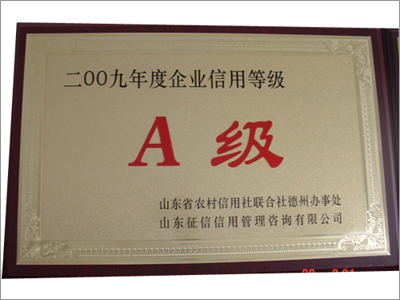 二00九年度企业信用等级
A 级
山东省农村信用社联合社德州办事处
山东征信信用管理咨询有限公司